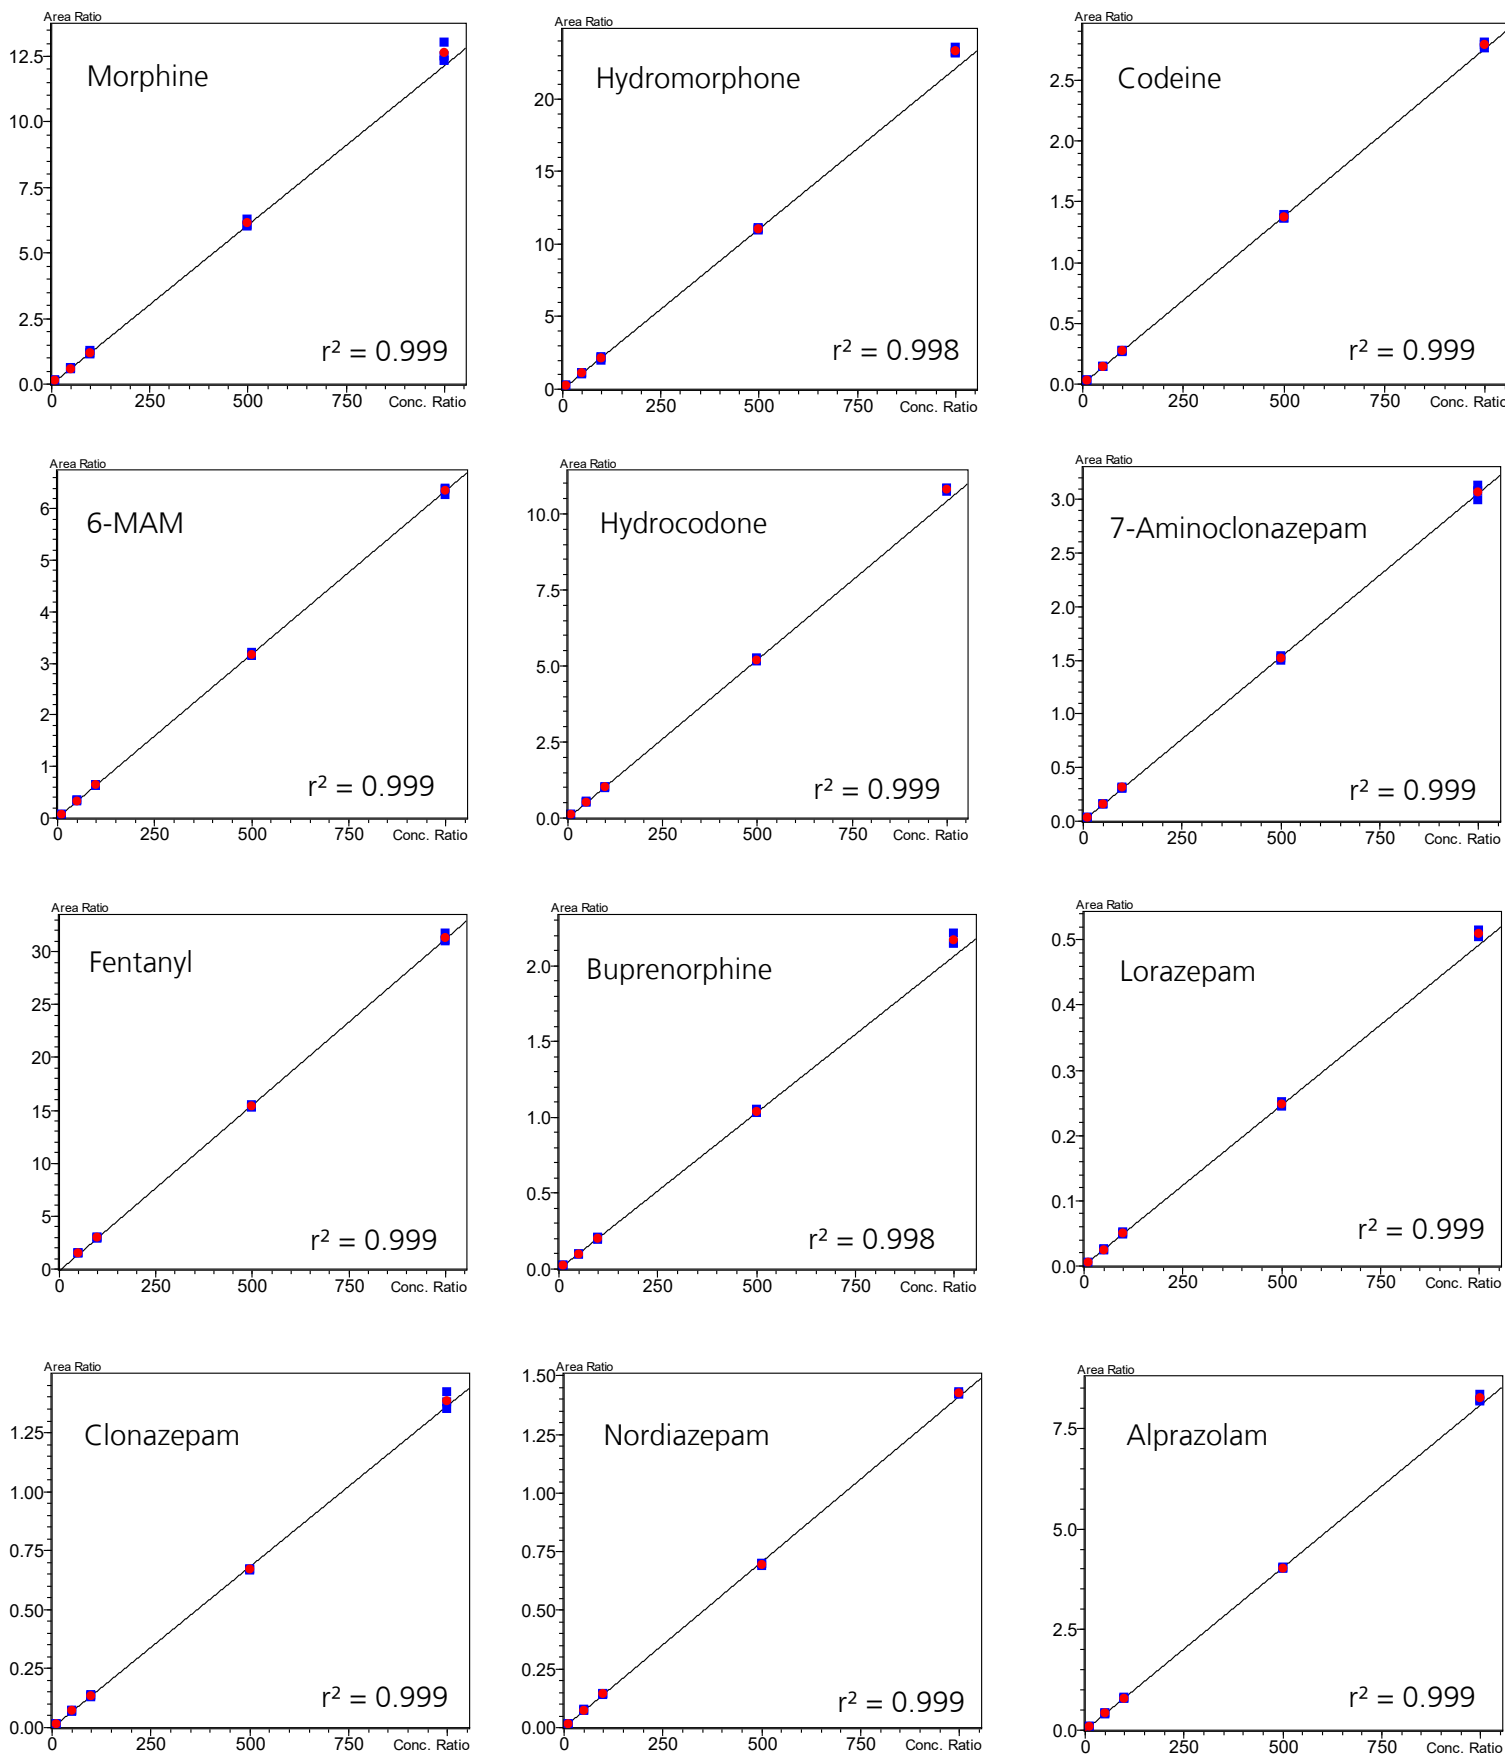 Area Ratio
Morphine
12.5
10.0
7.5
5.0
2.5
0.0
r² = 0.999
0 250 500 750 Conc. Ratio
Area Ratio
Hydromorphone
20
15
10
5
0
r² = 0.998
0 250 500 750 Conc. Ratio
Area Ratio
Codeine
2.5
2.0
1.5
1.0
0.5
0.0
r² = 0.999
0 250 500 750 Conc. Ratio
Area Ratio
6-MAM
6
5
4
3
2
1
0
r² = 0.999
0 250 500 750 Conc. Ratio
Area Ratio
Hydrocodone
10.0
7.5
5.0
2.5
0.0
r² = 0.999
0 250 500 750 Conc. Ratio
Area Ratio
7-Aminoclonazepam
3.0
2.5
2.0
1.5
1.0
0.5
0.0
r² = 0.999
0 250 500 750 Conc. Ratio
Area Ratio
Fentanyl
30
25
20
15
10
5
0
r² = 0.999
0 250 500 750 Conc. Ratio
Area Ratio
Buprenorphine
2.0
1.5
1.0
0.5
0.0
r² = 0.998
0 250 500 750 Conc. Ratio
Area Ratio
Lorazepam
0.5
0.4
0.3
0.2
0.1
0.0
r² = 0.999
0 250 500 750 Conc. Ratio
Area Ratio
Clonazepam
1.25
1.00
0.75
0.50
0.25
0.00
r² = 0.999
0 250 500 750 Conc. Ratio
Area Ratio
1.50
Nordiazepam
1.25
1.00
0.75
0.50
0.25
0.00
r² = 0.999
0 250 500 750 Conc. Ratio
Area Ratio
Alprazolam
7.5
5.0
2.5
0.0
r² = 0.999
0 250 500 750 Conc. Ratio